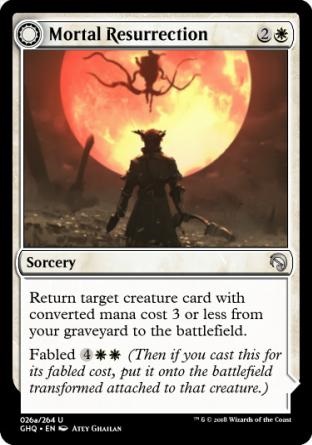 Mortal Resurrection 2
Sorcery
Return target creature card with
converted mana cost 3 or less from
your graveyard to the battlefield.
Fabled 4 (Then if you cast this for
its fabled cost, put it onto the battlefield
transformed attached to that creature.)
026a/264 U
GHQ • EN Atey Ghailan
™ & © 2018 Wizards of the Coast